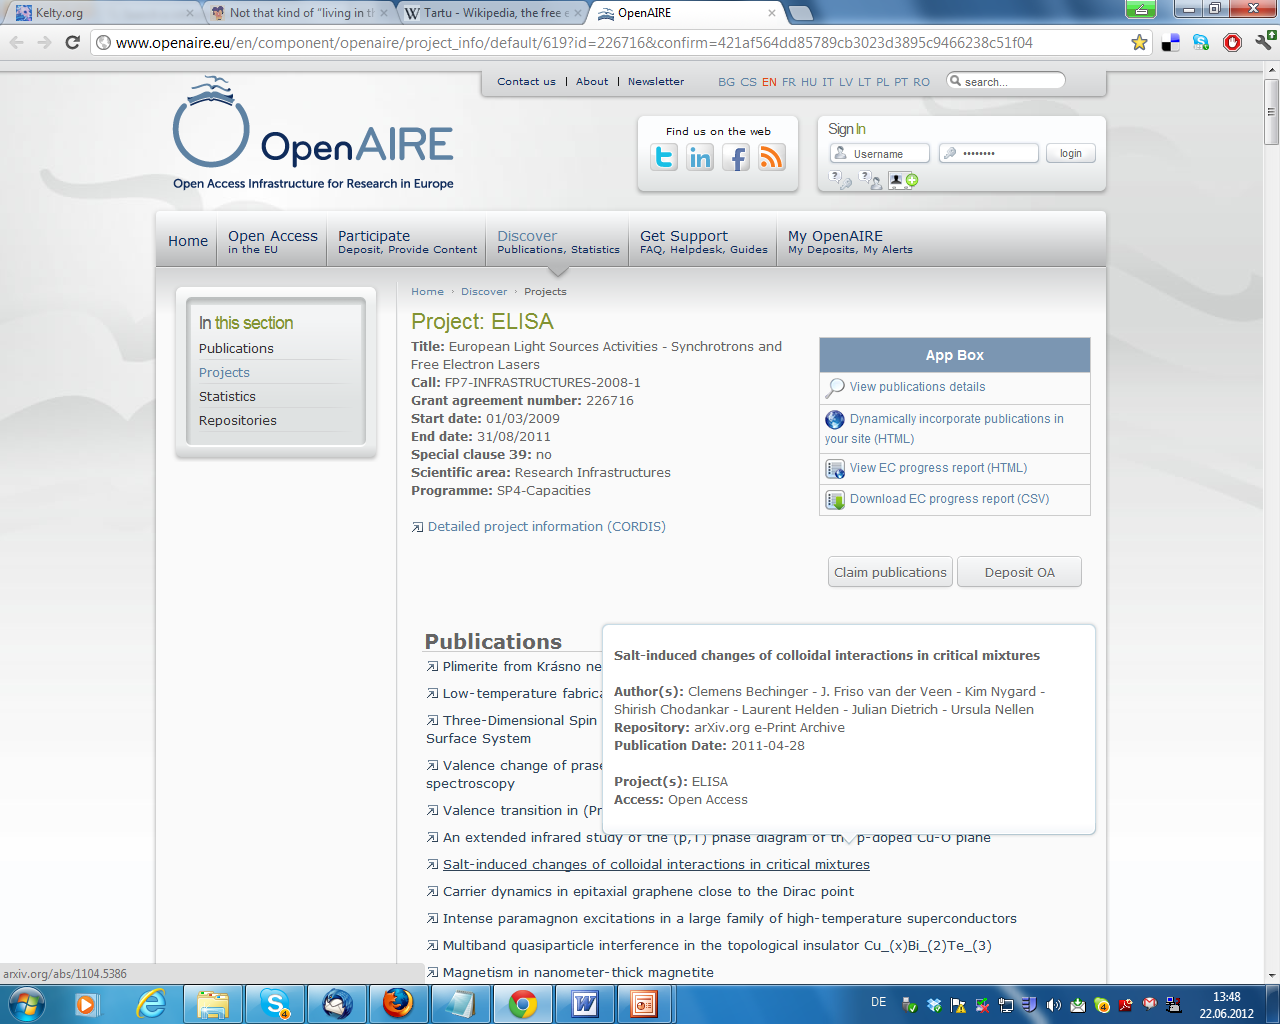 Kelty.org
Not that kind of "living in th
Tartu - Wikipedia, the free e
OpenAIRE
www.openaire.eu/en/component/openaire/project_info/default/619?id=226716&confirm=421af564dd85789cb3023d3895c9466238c51f04
Contact us | About | Newsletter
BG CS EN FR HU IT LV LT PL PT RO
search...
OpenAIRE
Open Access Infrastructure for Research in Europe
Find us on the web
Sign In
Username
••••••••
login
Home
Open Access
in the EU
Participate
Deposit, Provide Content
Discover
Publications, Statistics
Get Support
FAQ, Helpdesk, Guides
My OpenAIRE
My Deposits, My Alerts
In this section
Publications
Projects
Statistics
Repositories
Home › Discover › Projects
Project: ELISA
Title: European Light Sources Activities - Synchrotrons and
Free Electron Lasers
Call: FP7-INFRASTRUCTURES-2008-1
Grant agreement number: 226716
Start date: 01/03/2009
End date: 31/08/2011
Special clause 39: no
Scientific area: Research Infrastructures
Programme: SP4-Capacities
Detailed project information (CORDIS)
App Box
View publications details
Dynamically incorporate publications in
your site (HTML)
View EC progress report (HTML)
Download EC progress report (CSV)
Claim publications
Deposit OA
Publications
Plimerite from Krásno ne
Low-temperature fabrica
Three-Dimensional Spin
Surface System
Valence change of prase
spectroscopy
Valence transition in (Pr
An extended infrared study of the (p,T) phase diagram of the p-doped Cu-O plane
Salt-induced changes of colloidal interactions in critical mixtures
Carrier dynamics in epitaxial graphene close to the Dirac point
Intense paramagnon excitations in a large family of high-temperature superconductors
Multiband quasiparticle interference in the topological insulator Cu_(x)Bi_(2)Te_(3)
Magnetism in nanometer-thick magnetite
Salt-induced changes of colloidal interactions in critical mixtures
Author(s): Clemens Bechinger - J. Friso van der Veen - Kim Nygard -
Shirish Chodankar - Laurent Helden - Julian Dietrich - Ursula Nellen
Repository: arXiv.org e-Print Archive
Publication Date: 2011-04-28
Project(s): ELISA
Access: Open Access
arxiv.org/abs/1104.5386
DE
13:48
22.06.2012